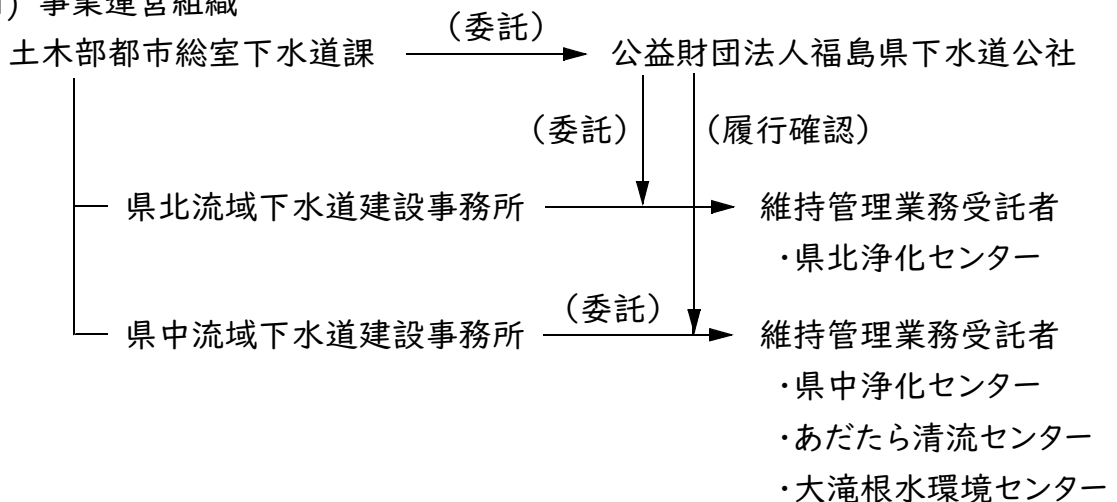 事業運営組織
(委託)
土木部都市総室下水道課 公益財団法人福島県下水道公社
(委託) (履行確認)
県北流域下水道建設事務所 維持管理業務受託者
・県北浄化センター
(委託)
県中流域下水道建設事務所 維持管理業務受託者
・県中浄化センター
・あだたら清流センター
・大滝根水環境センター